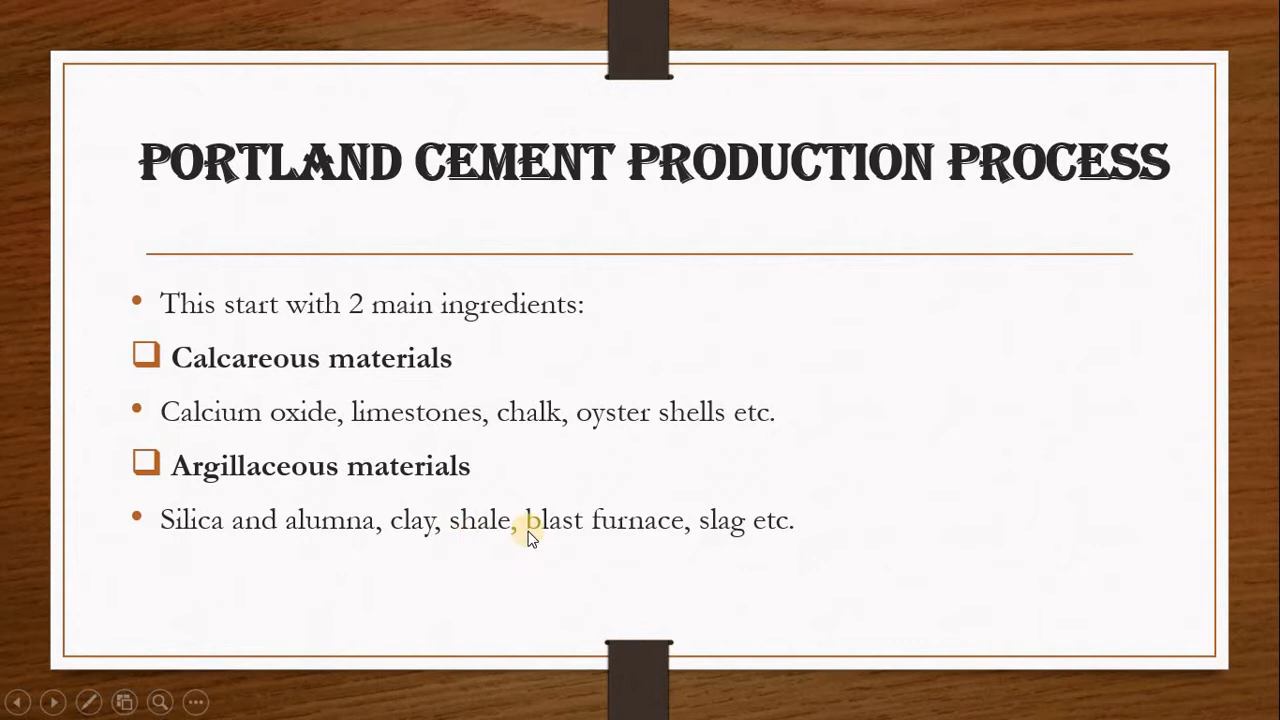 PORTLAND CEMENT PRODUCTION PROCESS
• This start with 2 main ingredients:
❑ Calcareous materials
• Calcium oxide, limestones, chalk, oyster shells etc.
❑ Argillaceous materials
• Silica and alumna, clay, shale, blast furnace, slag etc.